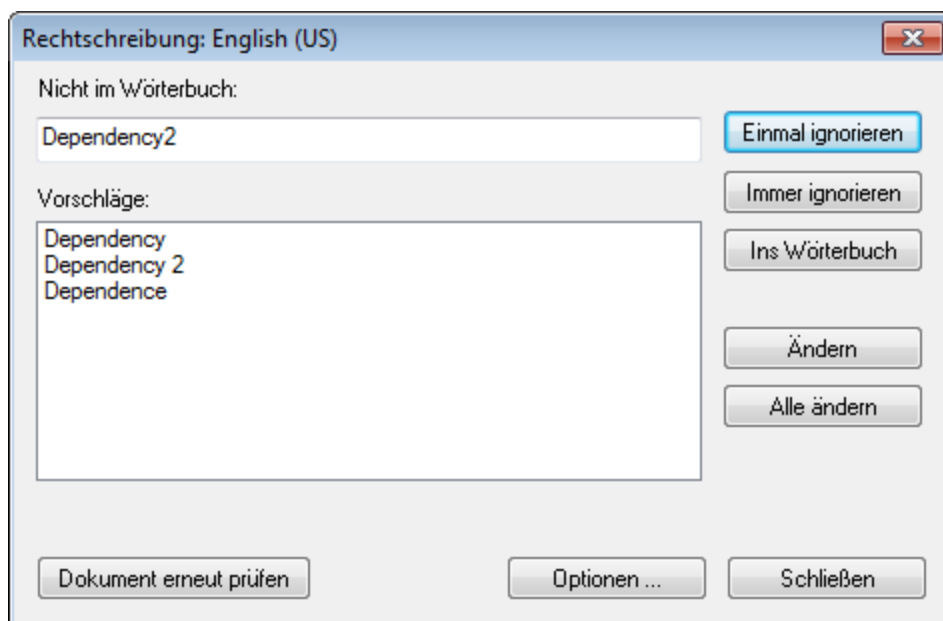 Rechtschreibung: English (US)
Nicht im Wörterbuch:
Dependency2
Einmal ignorieren
Immer ignorieren
Vorschläge:
Dependency
Dependency 2
Dependence
Ins Wörterbuch
Ändern
Alle ändern
Dokument erneut prüfen
Optionen ...
Schließen